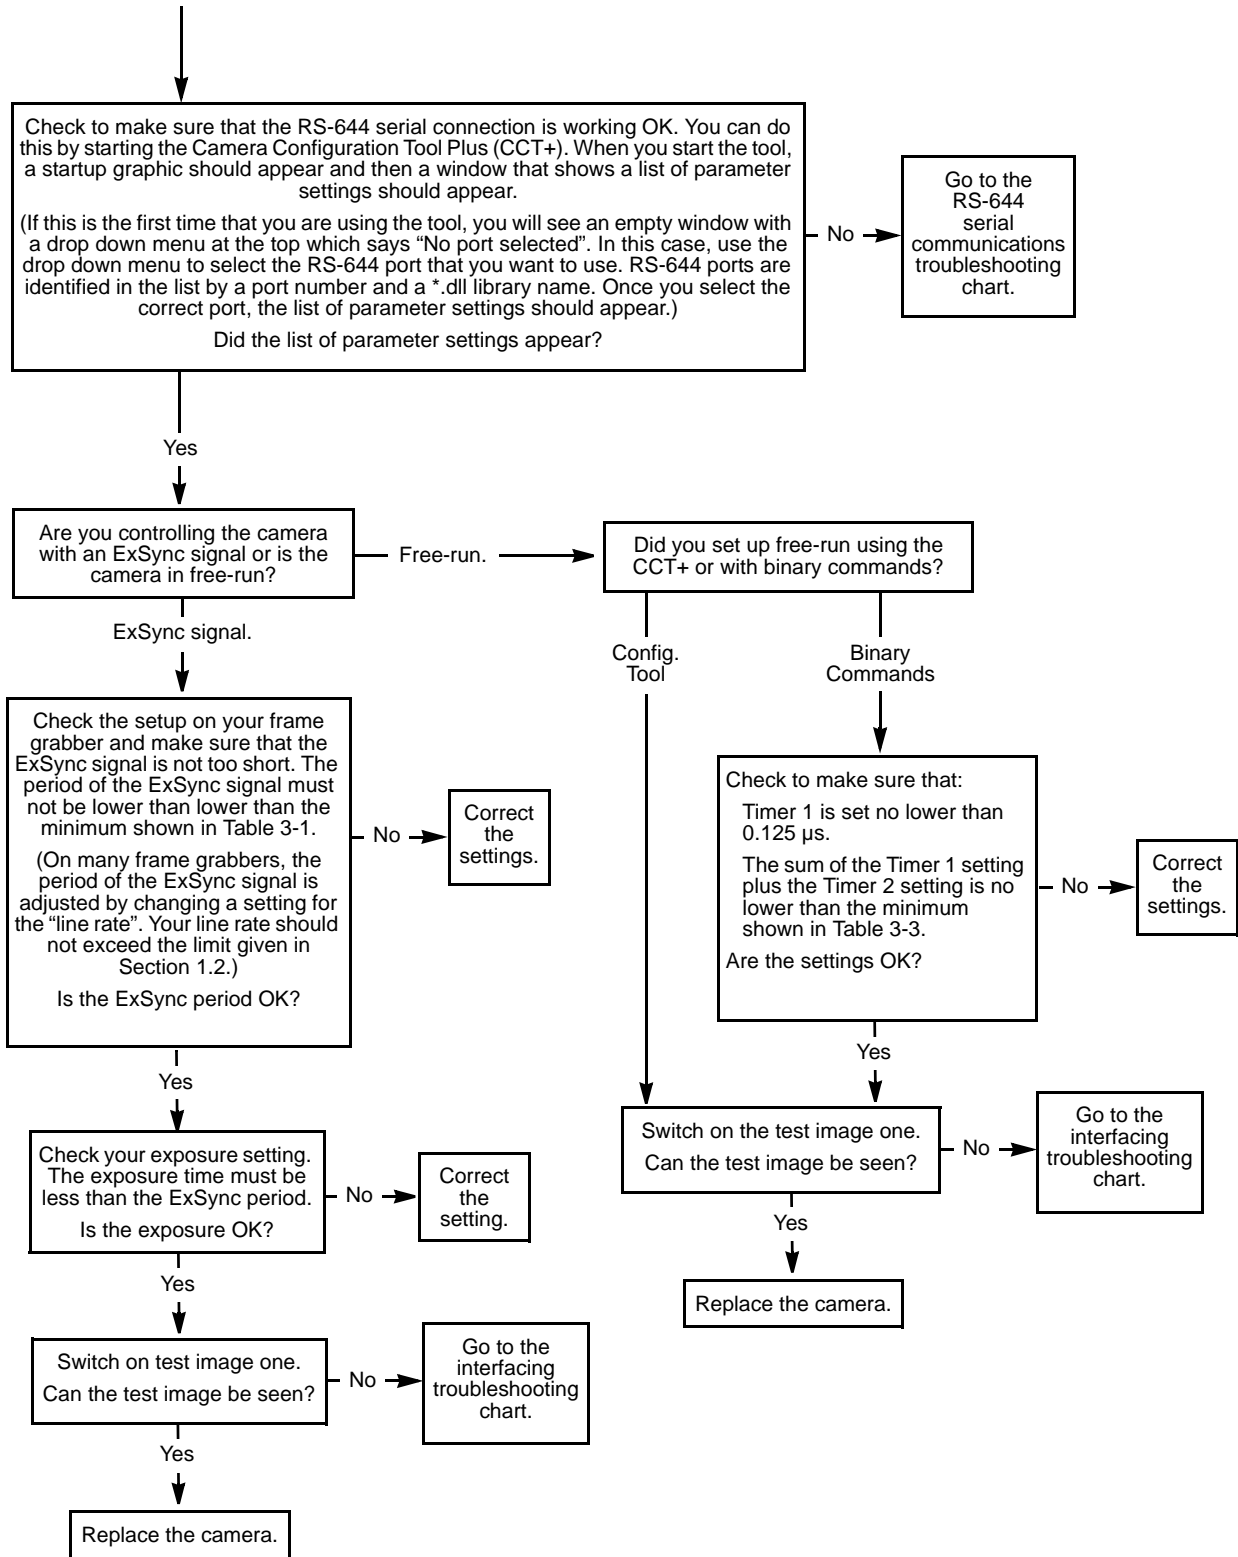 Check to make sure that the RS-644 serial connection is working OK. You can do
this by starting the Camera Configuration Tool Plus (CCT+). When you start the tool,
a startup graphic should appear and then a window that shows a list of parameter
settings should appear.
(If this is the first time that you are using the tool, you will see an empty window with
a drop down menu at the top which says “No port selected”. In this case, use the
drop down menu to select the RS-644 port that you want to use. RS-644 ports are
identified in the list by a port number and a *.dll library name. Once you select the
correct port, the list of parameter settings should appear.)
Did the list of parameter settings appear?
No
Go to the
RS-644
serial
communications
troubleshooting
chart.
Yes
Are you controlling the camera
with an ExSync signal or is the
camera in free-run?
Free-run.
Did you set up free-run using the
CCT+ or with binary commands?
ExSync signal.
Config.
Tool
Binary
Commands
Check the setup on your frame
grabber and make sure that the
ExSync signal is not too short. The
period of the ExSync signal must
not be lower than lower than the
minimum shown in Table 3-1.
(On many frame grabbers, the
period of the ExSync signal is
adjusted by changing a setting for
the “line rate”. Your line rate should
not exceed the limit given in
Section 1.2.)
Is the ExSync period OK?
No
Correct
the
settings.
Check to make sure that:
Timer 1 is set no lower than
0.125 µs.
The sum of the Timer 1 setting
plus the Timer 2 setting is no
lower than the minimum
shown in Table 3-3.
Are the settings OK?
No
Correct
the
settings.
Yes
Yes
Check your exposure setting.
The exposure time must be
less than the ExSync period.
Is the exposure OK?
No
Correct
the
setting.
Switch on the test image one.
Can the test image be seen?
No
Go to the
interfacing
troubleshooting
chart.
Yes
Yes
Replace the camera.
Switch on test image one.
Can the test image be seen?
No
Go to the
interfacing
troubleshooting
chart.
Yes
Replace the camera.